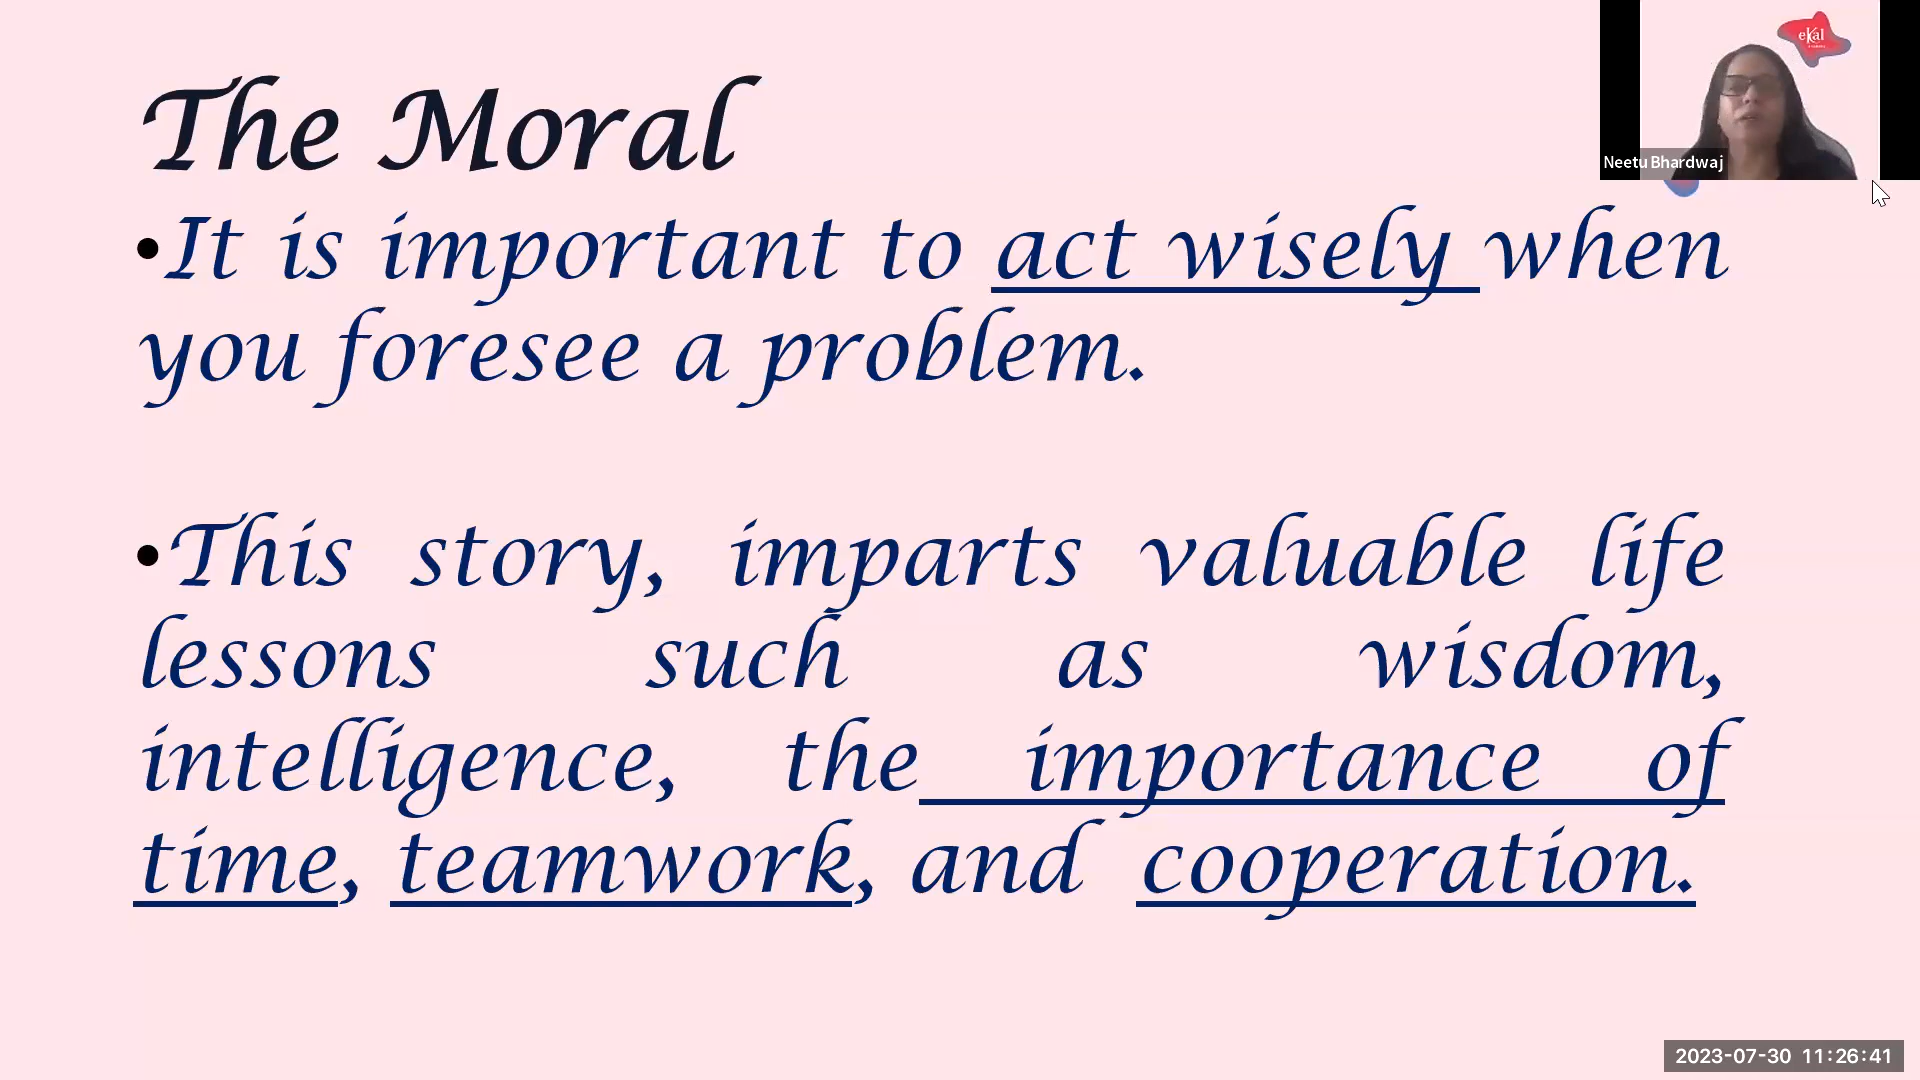 eKal
The Moral
Neetu Bhardwaj
•It is important to act wisely when
you foresee a problem.
•This story, imparts valuable life
lessons such as wisdom,
intelligence, the importance of
time, teamwork, and cooperation.
2023-07-30 11:26:41